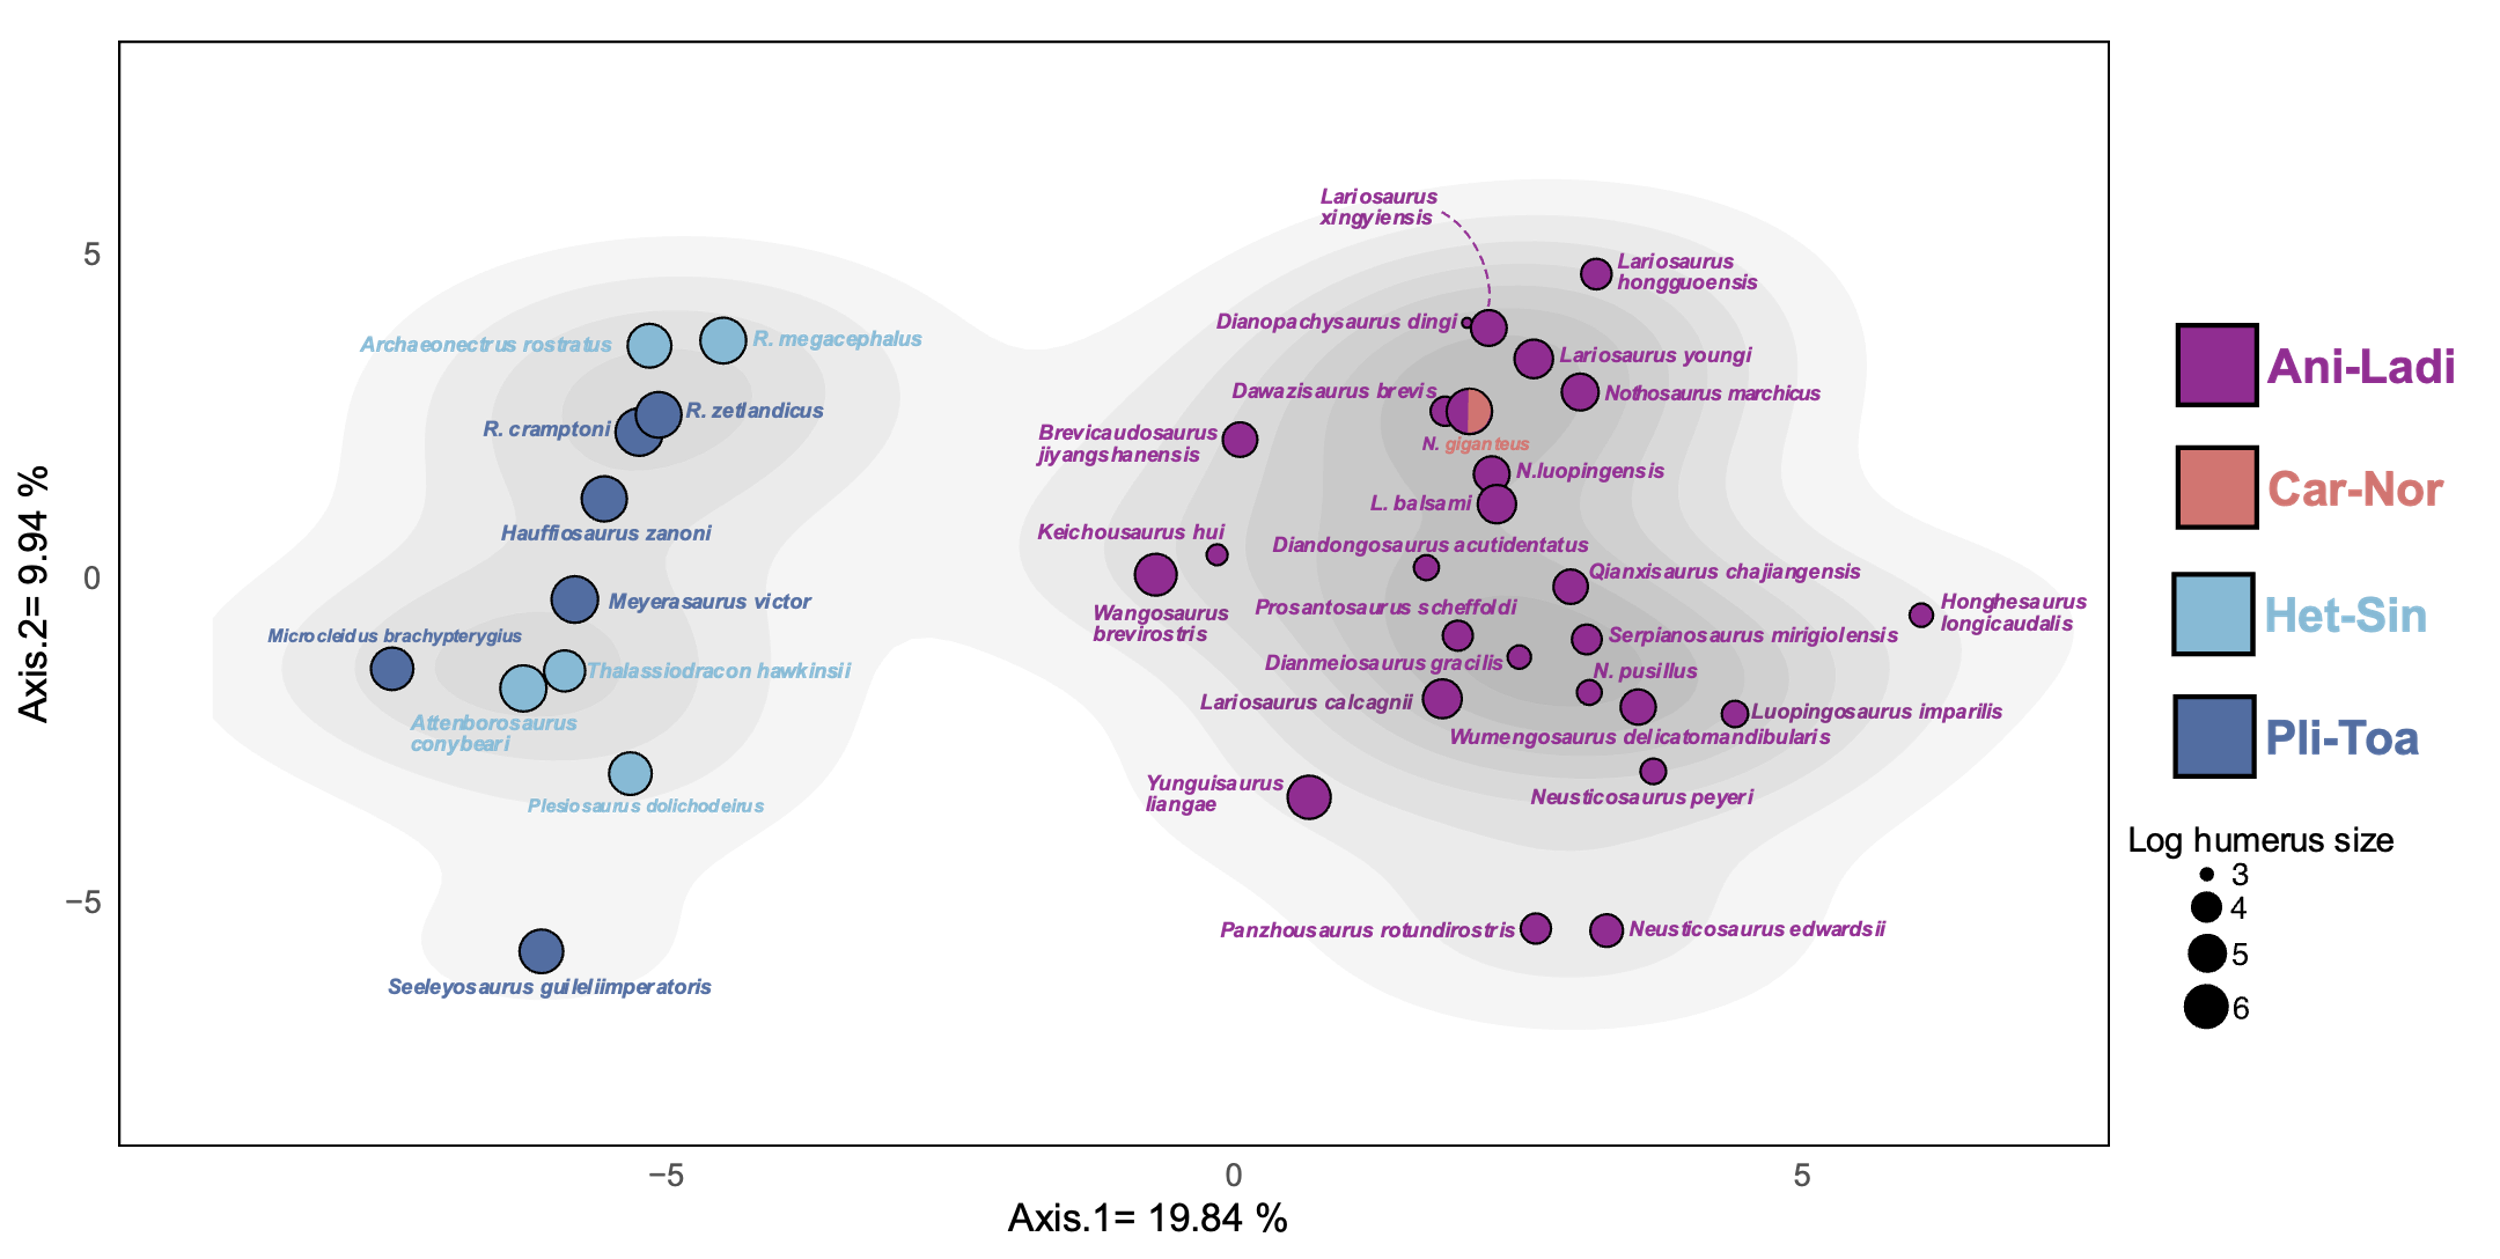 Lariosaurus
xingyiensis
Lariosaurus
hongguoensis
5
Dianopachysaurus dingi
Archaeonectrus rostratus
R. megacephalus
Lariosaurus youngi
Dawazisaurus brevis
Nothosaurus marchicus
R. zetlandicus
R. cramptoni
Brevicaudosaurus
jiyangshanensis
N. giganteus
N.luopingensis
L. balsami
Hauffiosaurus zanoni
Keichousaurus hui
Diandongosaurus acutidentatus
Qianxisaurus chajiangensis
0
Meyerasaurus victor
Wangosaurus
brevirostris
Prosantosaurus scheffoldi
Honghesaurus
longicaudalis
Microcleidus brachypterygius
Serpianosaurus mirigiolensis
Thalassiodracon hawkinsii
Dianmeiosaurus gracilis
N. pusillus
Lariosaurus calcagnii
Luopingosaurus imparilis
Attenborosaurus
conybeari
Wumengosaurus delicatomandibularis
Yunguisaurus
liangae
Neusticosaurus peyeri
Plesiosaurus dolichodeirus
−5
Panzhousaurus rotundirostris
Neusticosaurus edwardsii
Seeleyosaurus guileliimperatoris
Axis.2= 9.94 %
−5
0
5
Axis.1= 19.84 %
Ani-Ladi
Car-Nor
Het-Sin
Pli-Toa
Log humerus size
3
4
5
6